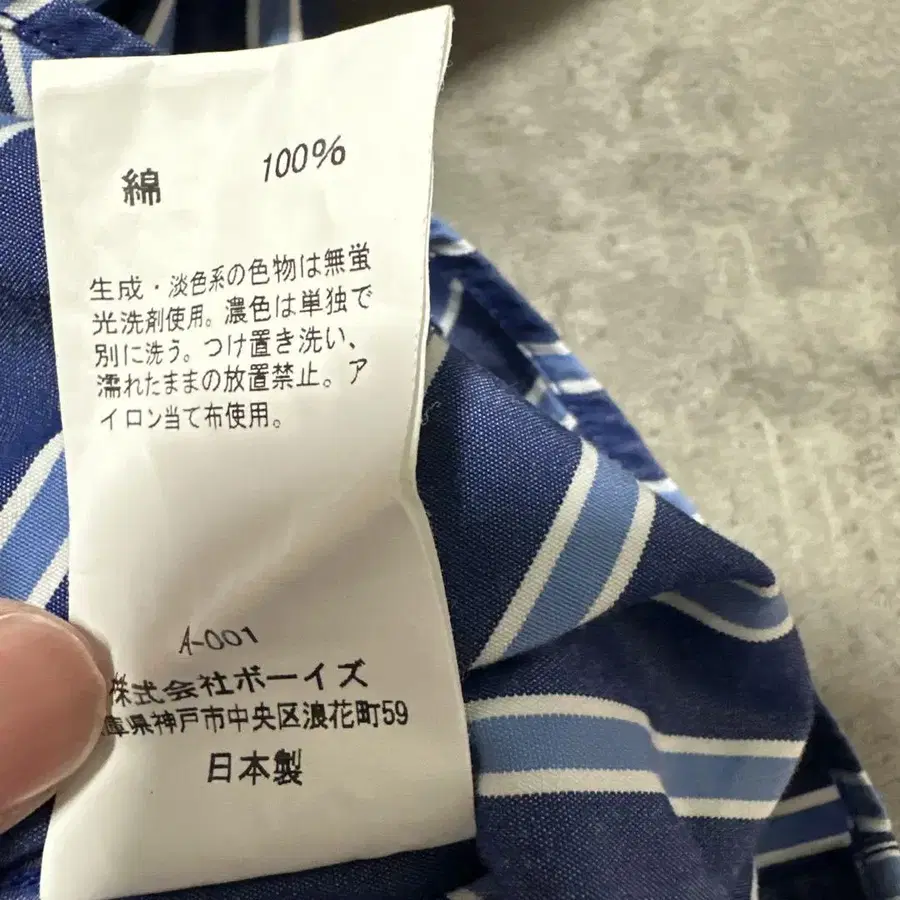 綿 100%
生成・淡色系の色物は無蛍
光洗剤使用。濃色は単独で
別に洗う。つけ置き洗い、
濡れたままの放置禁止。ア
イロン当て布使用。
A-001
株式会社ボーイズ
庫県神戸市中央区浪花町59
日本製